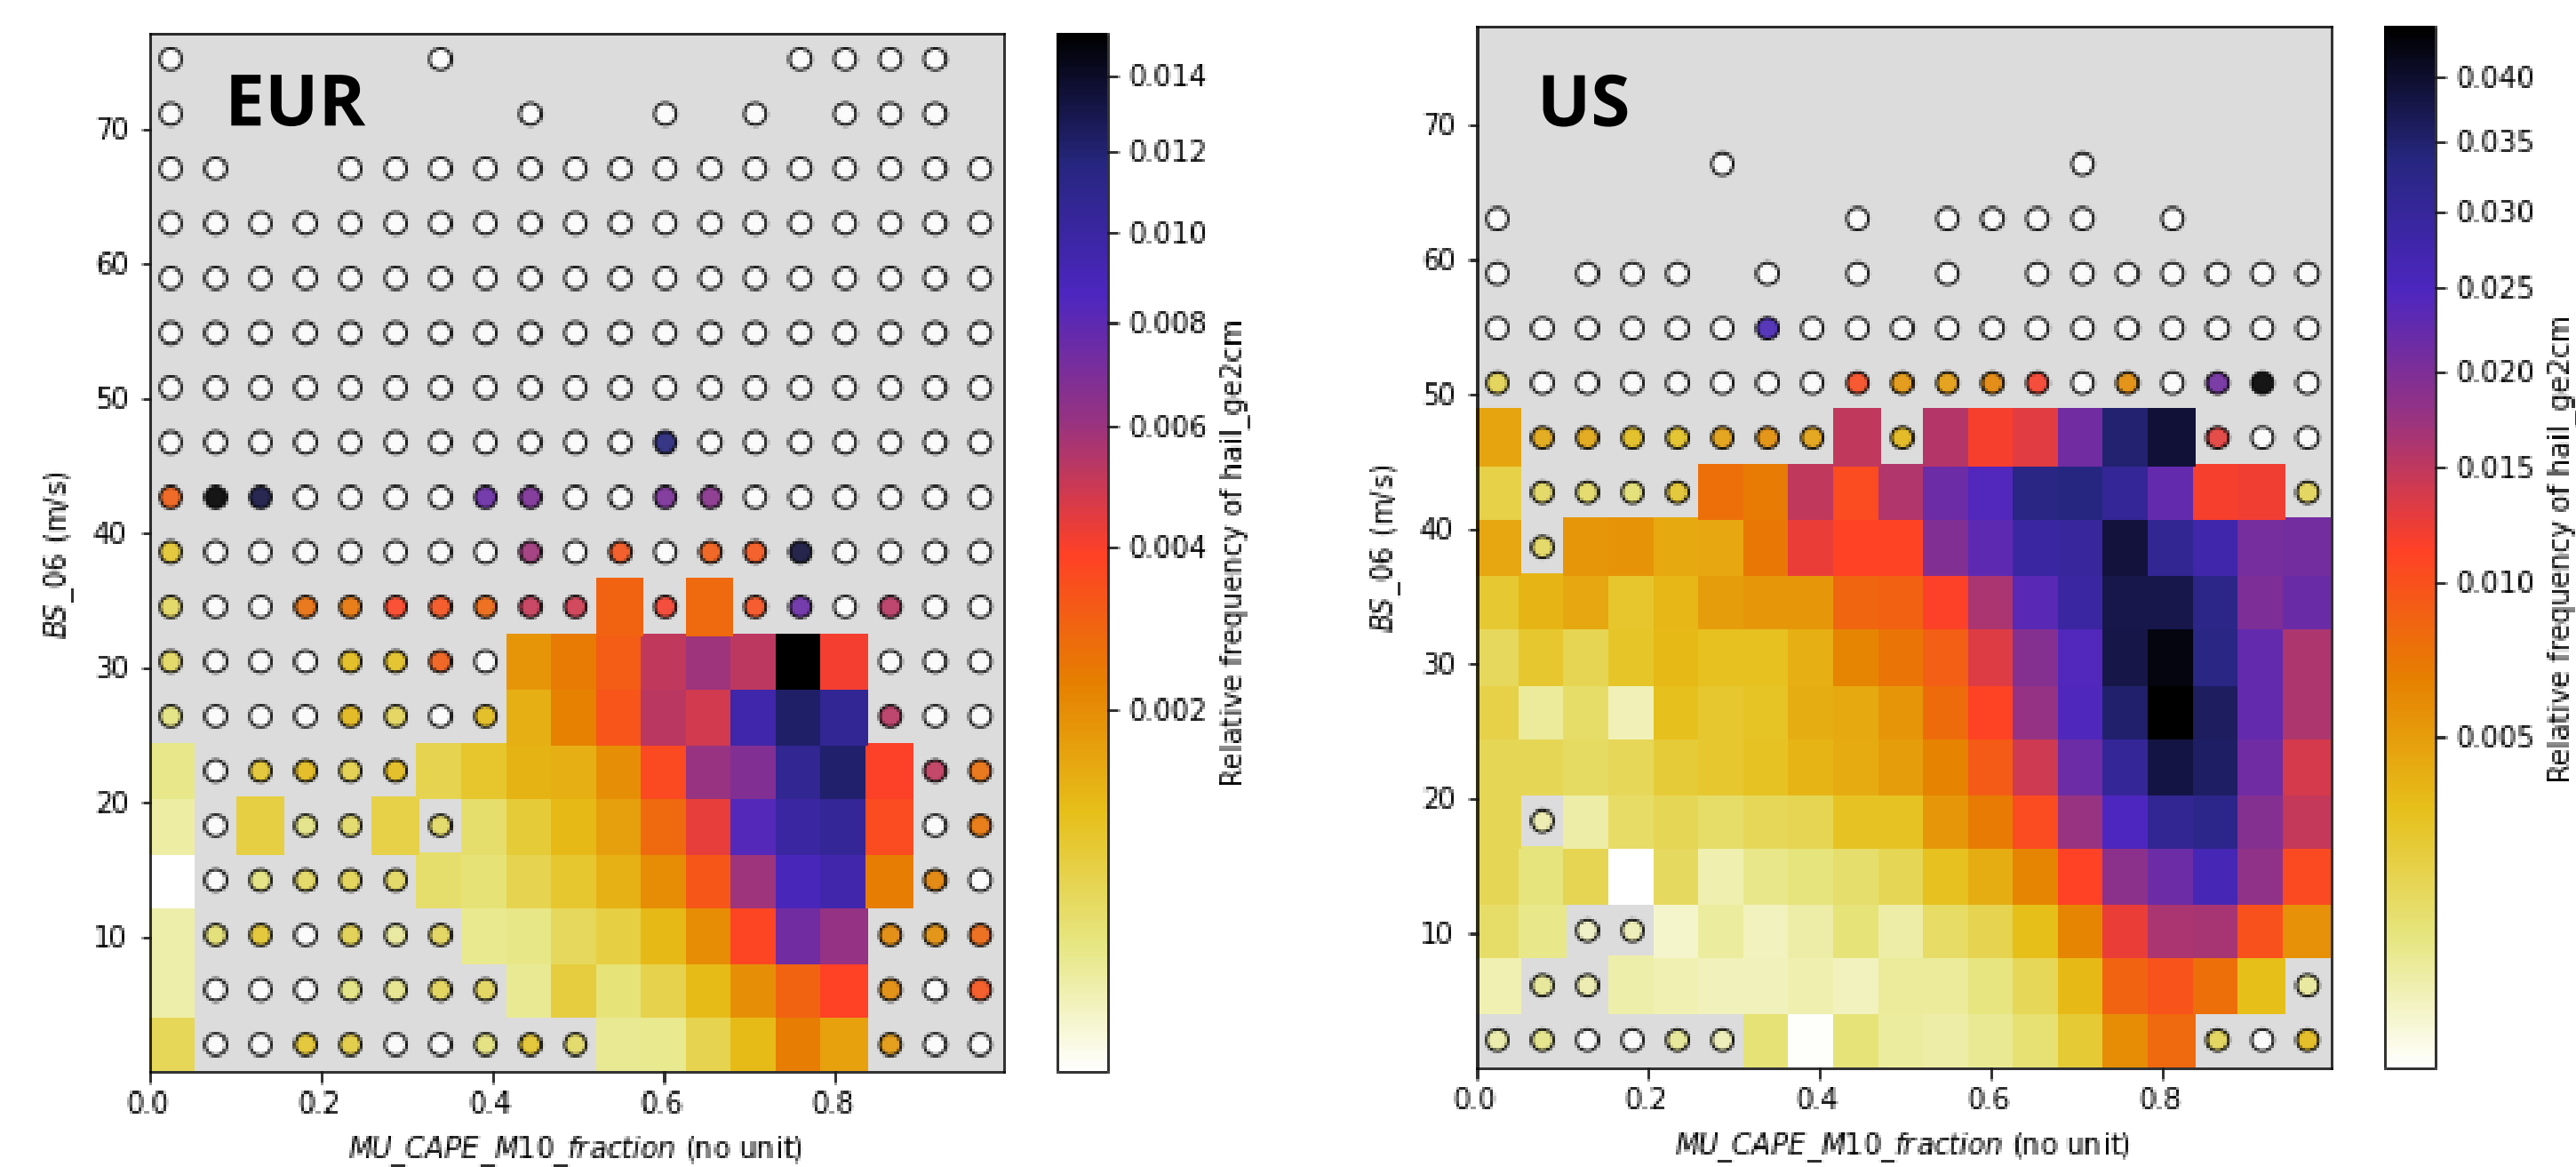 EUR
70
60
50
40
30
20
10
0.0 0.2 0.4 0.6 0.8
BS_06 (m/s)
MU_CAPE_M10_fraction (no unit)
0.014
0.012
0.010
0.008
0.006
0.004
0.002
Relative frequency of hail_ge2cm
US
70
60
50
40
30
20
10
0.0 0.2 0.4 0.6 0.8
BS_06 (m/s)
MU_CAPE_M10_fraction (no unit)
0.040
0.035
0.030
0.025
0.020
0.015
0.010
0.005
Relative frequency of hail_ge2cm